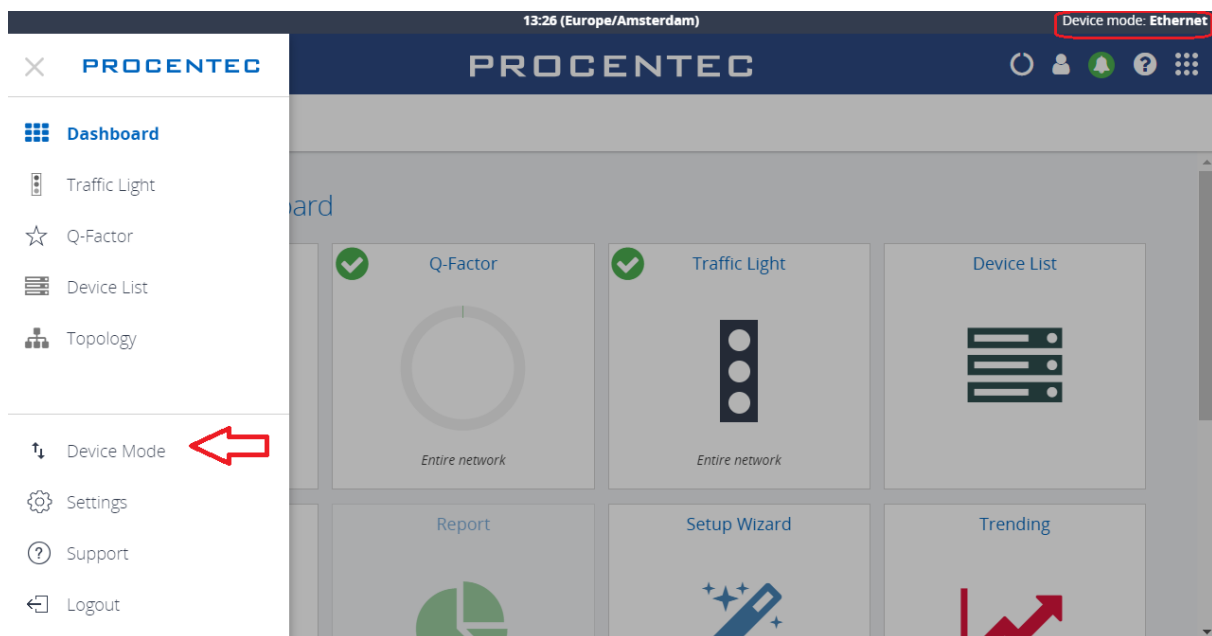 13:26 (Europe/Amsterdam)
Device mode: Ethernet
PROCENTEC
PROCENTEC
Dashboard
Traffic Light
Q-Factor
Device List
Topology
Device Mode
Settings
Support
Logout
ard
Q-Factor
Entire network
Traffic Light
Entire network
Device List
Report
Setup Wizard
Trending